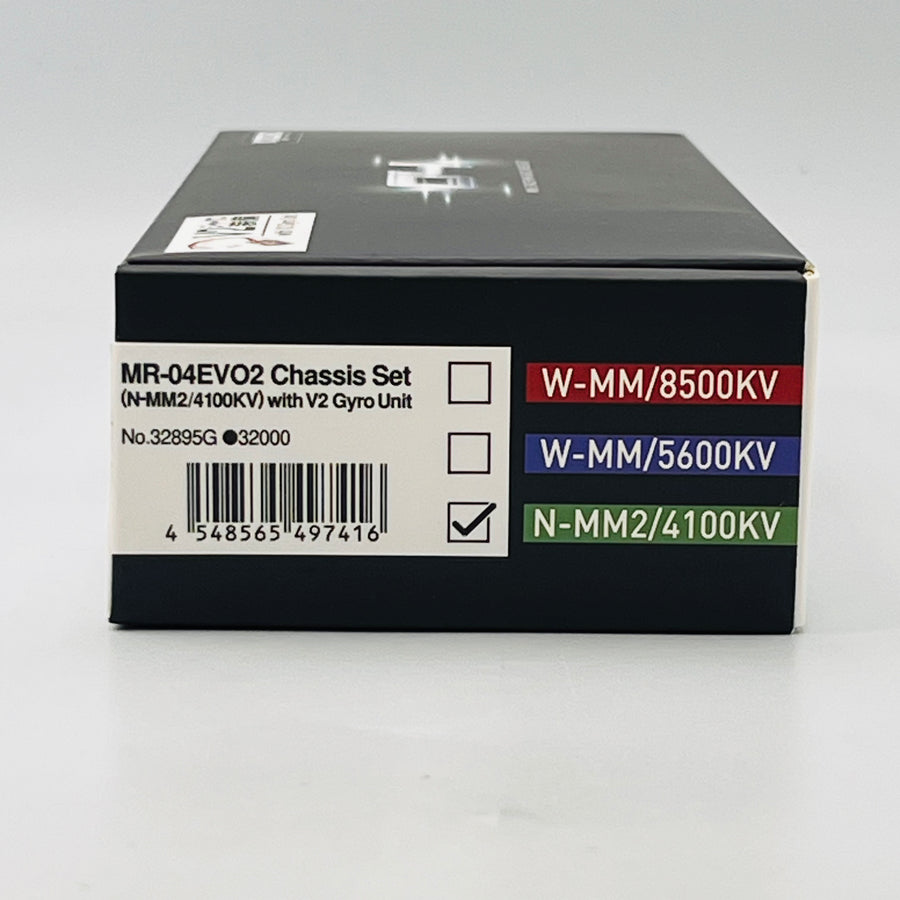 V2
MR-04EVO2 Chassis Set
(N-MM2/4100KV) with V2 Gyro Unit
No.32895G ●32000
4 548565 497416
W-MM/8500KV
W-MM/5600KV
N-MM2/4100KV